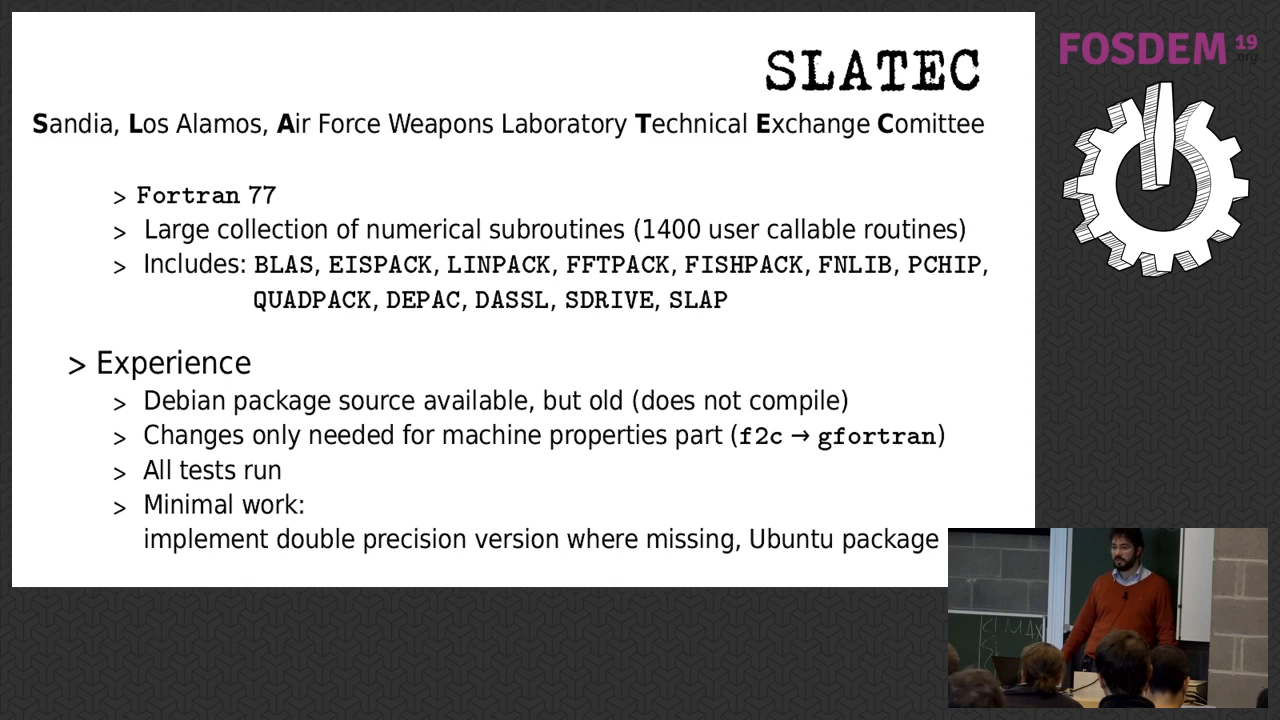 SLATEC
Sandia, Los Alamos, Air Force Weapons Laboratory Technical Exchange Comittee
> Fortran 77
> Large collection of numerical subroutines (1400 user callable routines)
> Includes: BLAS, EISPACK, LINPACK, FFTPACK, FISHPACK, FNLIB, PCHIP,
QUADPACK, DEPAC, DASSL, SDRIVE, SLAP
> Experience
> Debian package source available, but old (does not compile)
> Changes only needed for machine properties part (f2c → gfortran)
> All tests run
> Minimal work:
implement double precision version where missing, Ubuntu package
FOSDEM 19
.org